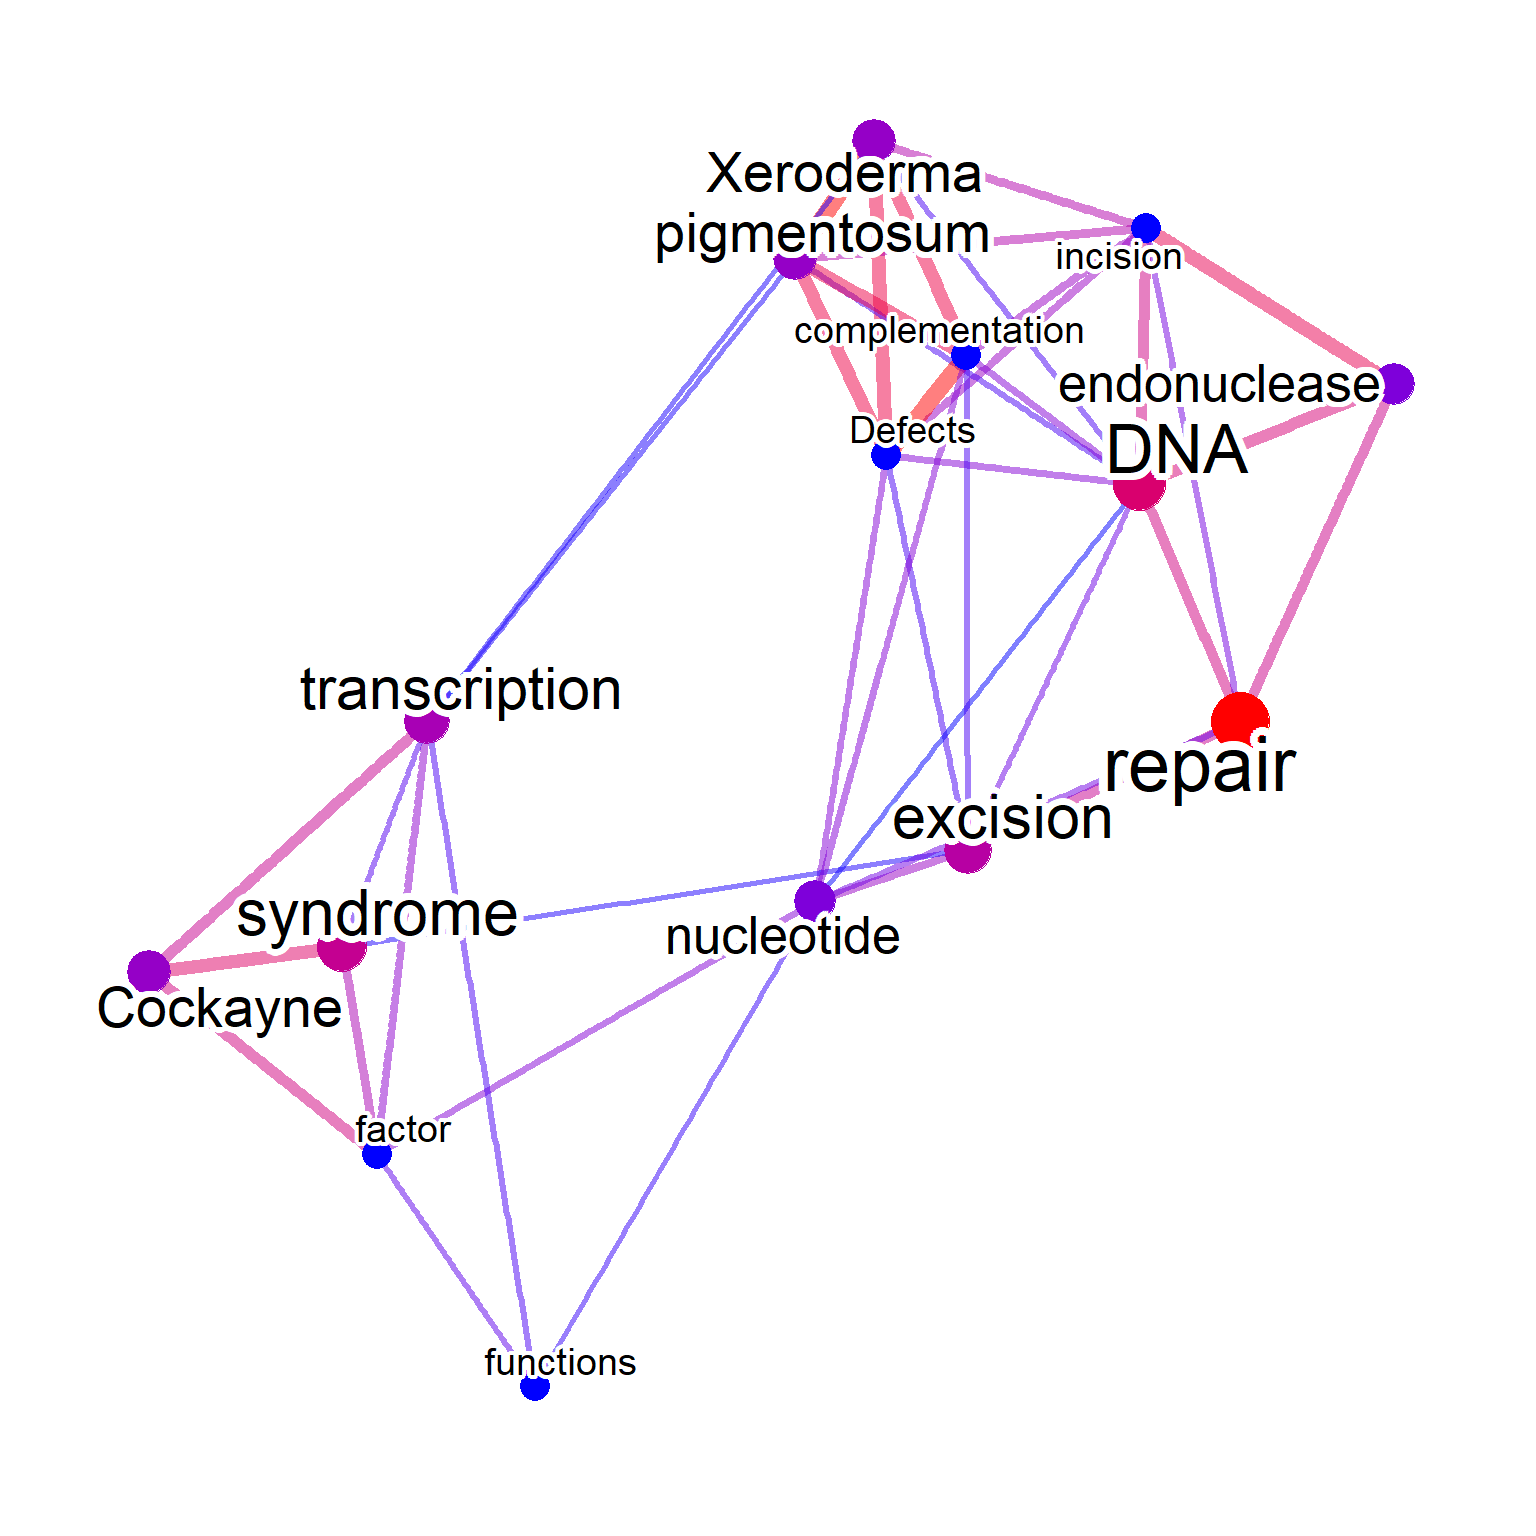 Xeroderma
pigmentosum
incision
complementation
endonuclease
Defects
DNA
transcription
repair
excision
syndrome
nucleotide
Cockayne
factor
functions